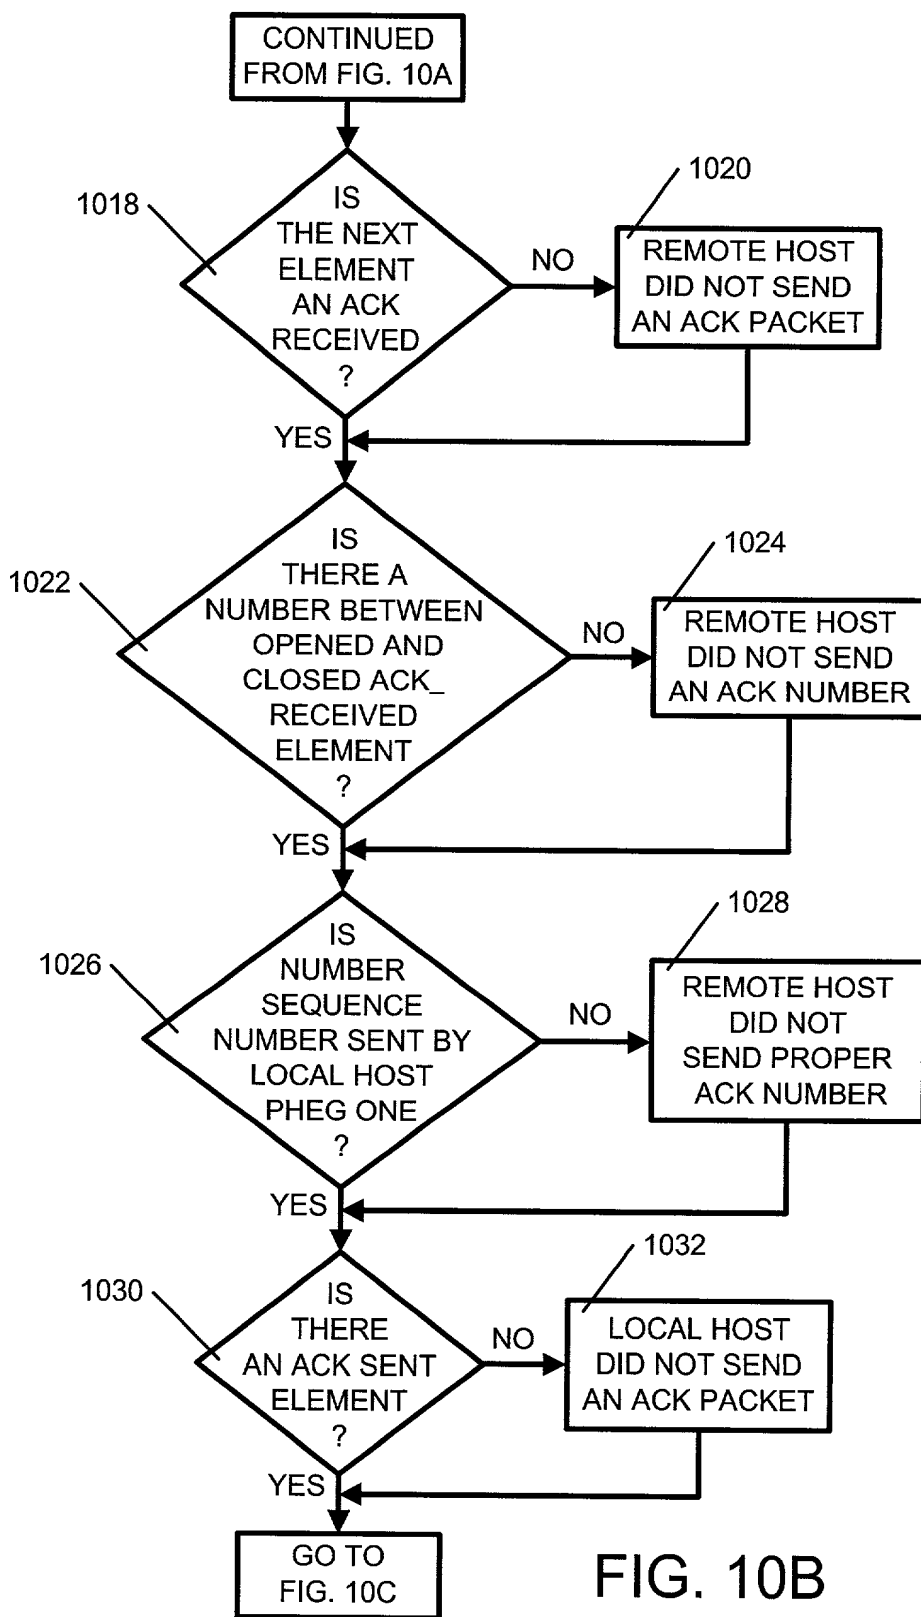 CONTINUED
FROM FIG. 10A
1018
IS
THE NEXT
ELEMENT
AN ACK
RECEIVED
?
NO
1020
REMOTE HOST
DID NOT SEND
AN ACK PACKET
YES
1022
IS
THERE A
NUMBER BETWEEN
OPENED AND
CLOSED ACK_
RECEIVED
ELEMENT
?
NO
1024
REMOTE HOST
DID NOT SEND
AN ACK NUMBER
YES
1026
IS
NUMBER
SEQUENCE
NUMBER SENT BY
LOCAL HOST
PHEG ONE
?
NO
1028
REMOTE HOST
DID NOT
SEND PROPER
ACK NUMBER
YES
1030
IS
THERE
AN ACK SENT
ELEMENT
?
NO
1032
LOCAL HOST
DID NOT SEND
AN ACK PACKET
YES
GO TO
FIG. 10C
FIG. 10B